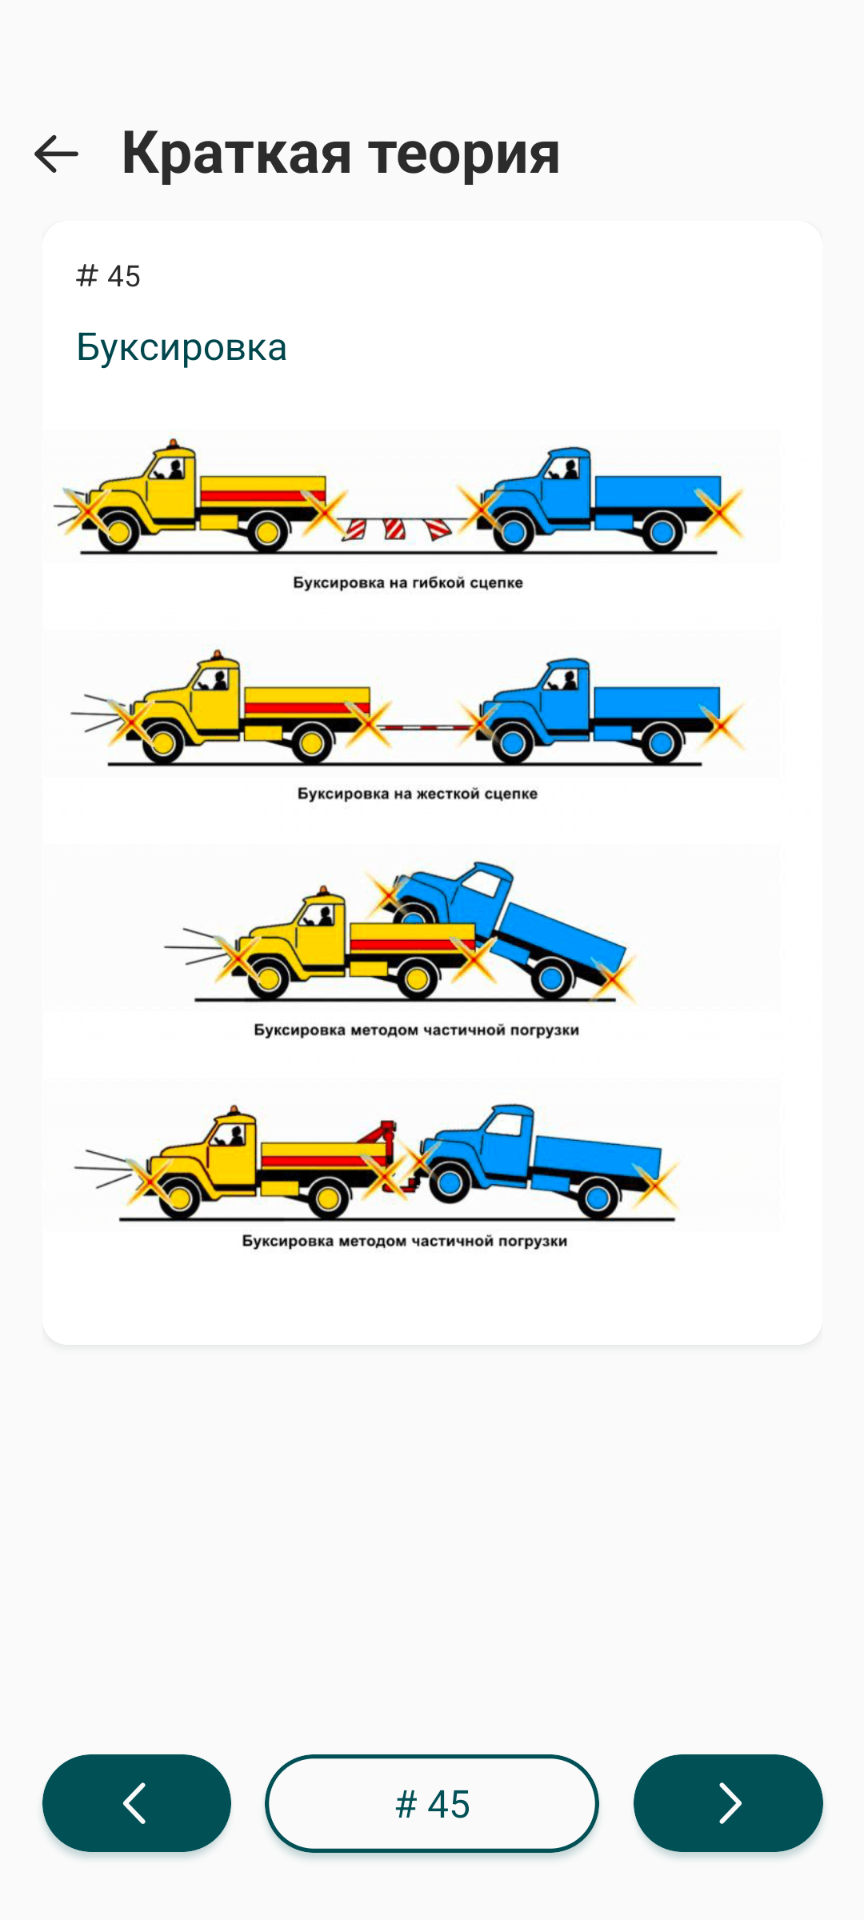 Краткая теория
# 45
Буксировка
Буксировка на гибкой сцепке
Буксировка на жесткой сцепке
Буксировка методом частичной погрузки
Буксировка методом частичной погрузки
# 45